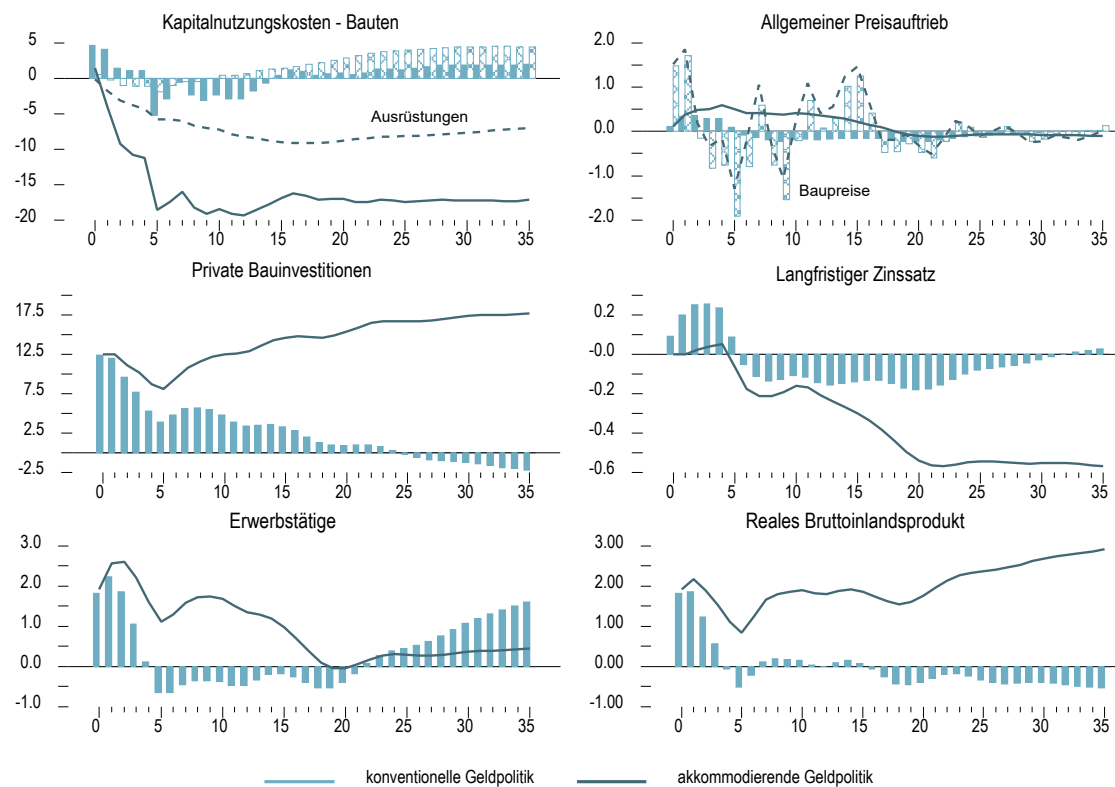 Kapitalnutzungskosten - Bauten
5
0
-5
-10
-15
-20
Ausrüstungen
0 5 10 15 20 25 30 35
Allgemeiner Preisauftrieb
2.0
1.0
0.0
-1.0
-2.0
Baupreise
0 5 10 15 20 25 30 35
Private Bauinvestitionen
17.5
12.5
7.5
2.5
-2.5
0 5 10 15 20 25 30 35
Langfristiger Zinssatz
0.2
-0.0
-0.2
-0.4
-0.6
0 5 10 15 20 25 30 35
Erwerbstätige
3.0
2.0
1.0
0.0
-1.0
0 5 10 15 20 25 30 35
Reales Bruttoinlandsprodukt
3.00
2.00
1.00
0.00
-1.00
0 5 10 15 20 25 30 35
konventionelle Geldpolitik
akkommodierende Geldpolitik